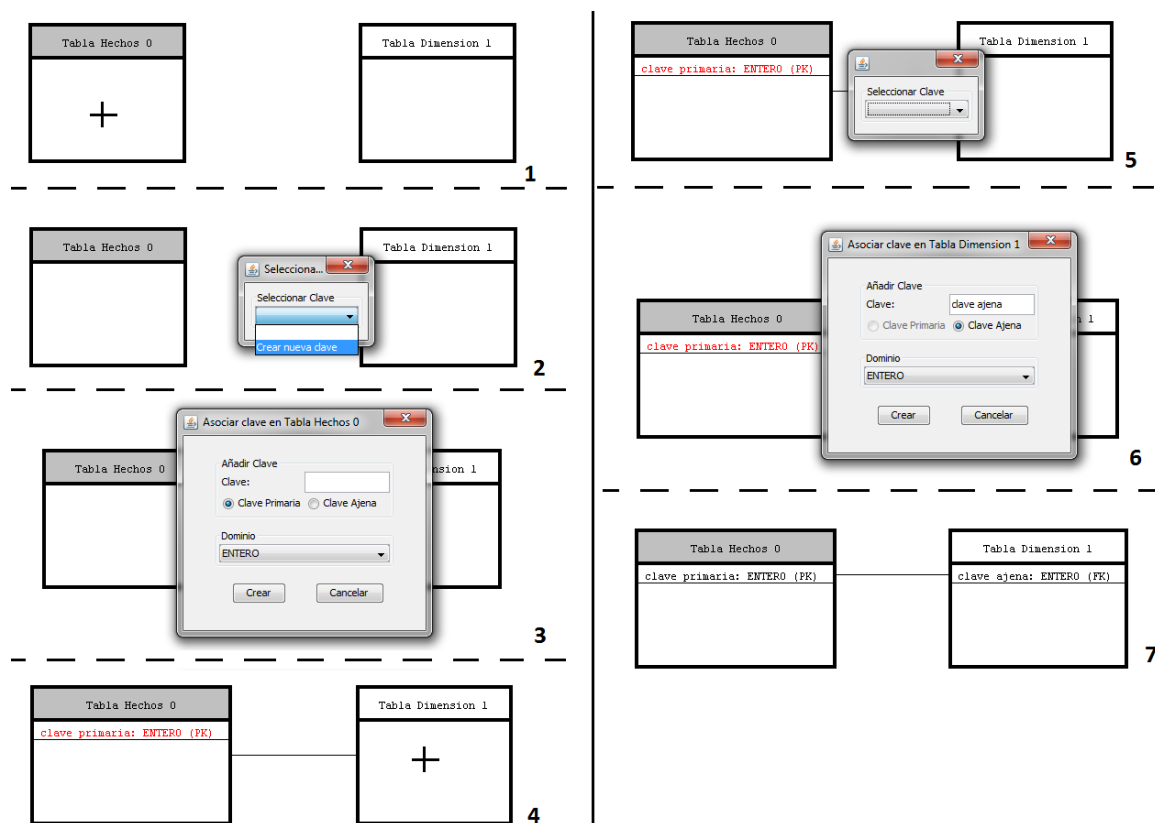 Tabla Hechos 0
Tabla Dimension 1
1
Tabla Hechos 0
Tabla Dimension 1
Selecciona...
Seleccionar Clave
Crear nueva clave
2
Asociar clave en Tabla Hechos 0
Tabla Hechos 0
nsion 1
Añadir Clave
Clave:
Clave Primaria
Clave Ajena
Dominio
ENTERO
Crear
Cancelar
3
Tabla Hechos 0
Tabla Dimension 1
clave primaria: ENTERO (PK)
4
Tabla Hechos 0
Tabla Dimension 1
clave primaria: ENTERO (PK)
Seleccionar Clave
5
Asociar clave en Tabla Dimension 1
Añadir Clave
Clave:
clave ajena
Clave Primaria
Clave Ajena
Tabla Hechos 0
1
clave primaria: ENTERO (PK)
Dominio
ENTERO
Crear
Cancelar
6
Tabla Hechos 0
Tabla Dimension 1
clave primaria: ENTERO (PK)
clave ajena: ENTERO (FK)
7